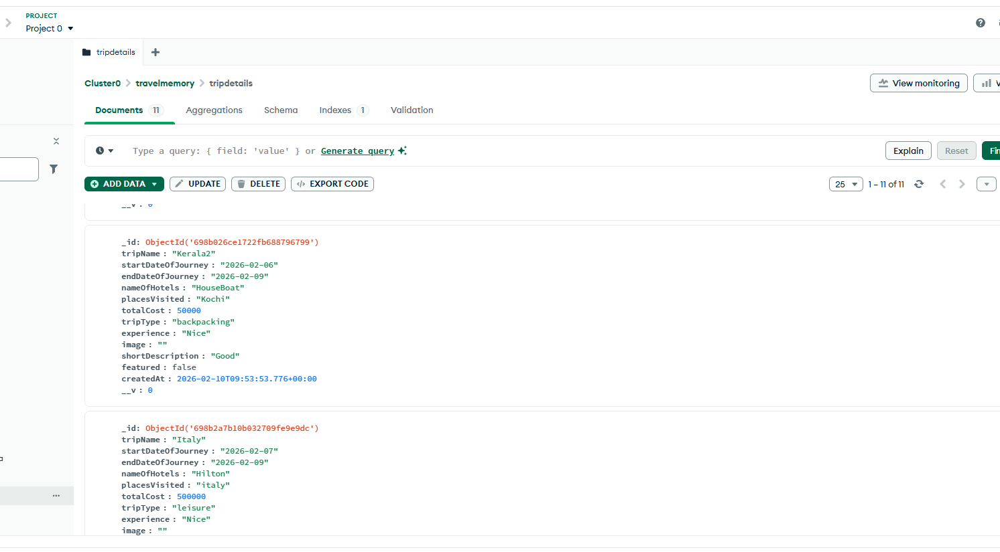 PROJECT
Project 0
tripdetails
Cluster0 travelmemory tripdetails
View monitoring
Documents 11 Aggregations Schema Indexes 1 Validation
Type a query: { field: 'value' } or Generate query
Explain Reset
ADD DATA UPDATE DELETE EXPORT CODE
25 1 – 11 of 11
__v : 0
_id: ObjectId('698b026ce1722fb688796799')
tripName : "Kerala2"
startDateOfJourney : "2026-02-06"
endDateOfJourney : "2026-02-09"
nameOfHotels : "HouseBoat"
placesVisited : "Kochi"
totalCost : 50000
tripType : "backpacking"
experience : "Nice"
image : ""
shortDescription : "Good"
featured : false
createdAt : 2026-02-10T09:53:53.776+00:00
__v : 0
_id: ObjectId('698b2a7b10b032709fe9e9dc')
tripName : "Italy"
startDateOfJourney : "2026-02-07"
endDateOfJourney : "2026-02-09"
nameOfHotels : "Hilton"
placesVisited : "italy"
totalCost : 500000
tripType : "leisure"
experience : "Nice"
image : ""